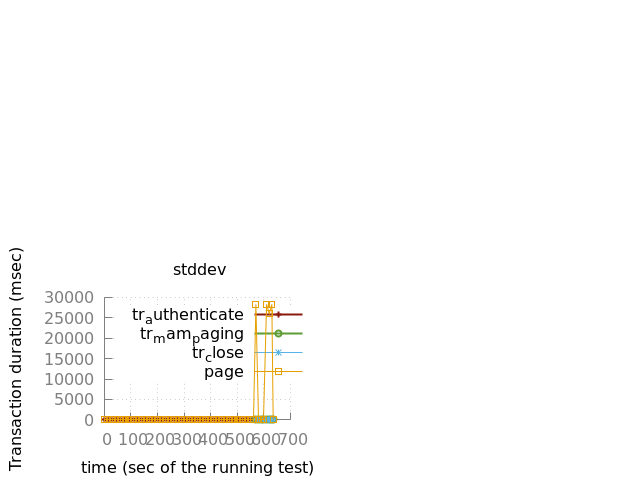 stddev
Transaction duration (msec)
30000
25000
20000
15000
10000
5000
0
tr_authenticate
tr_mam_paging
tr_close
page
0 100 200 300 400 500 600 700
time (sec of the running test)